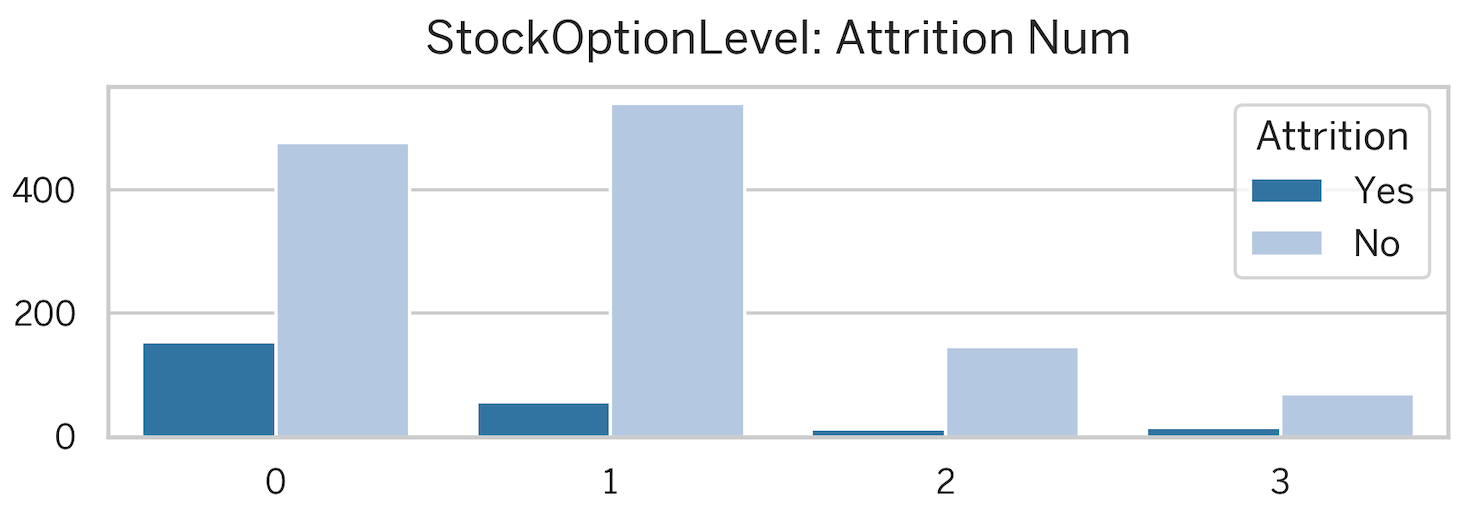 StockOptionLevel: Attrition Num
400
200
0
Attrition
Yes
No
0 1 2 3